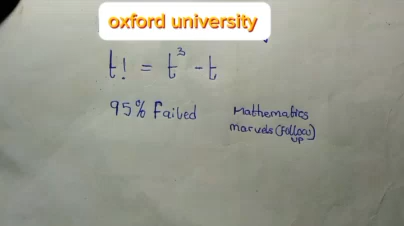 oxford university
t! = t³ - t
95% Failed
Mathematics
marvels (Follow
up)